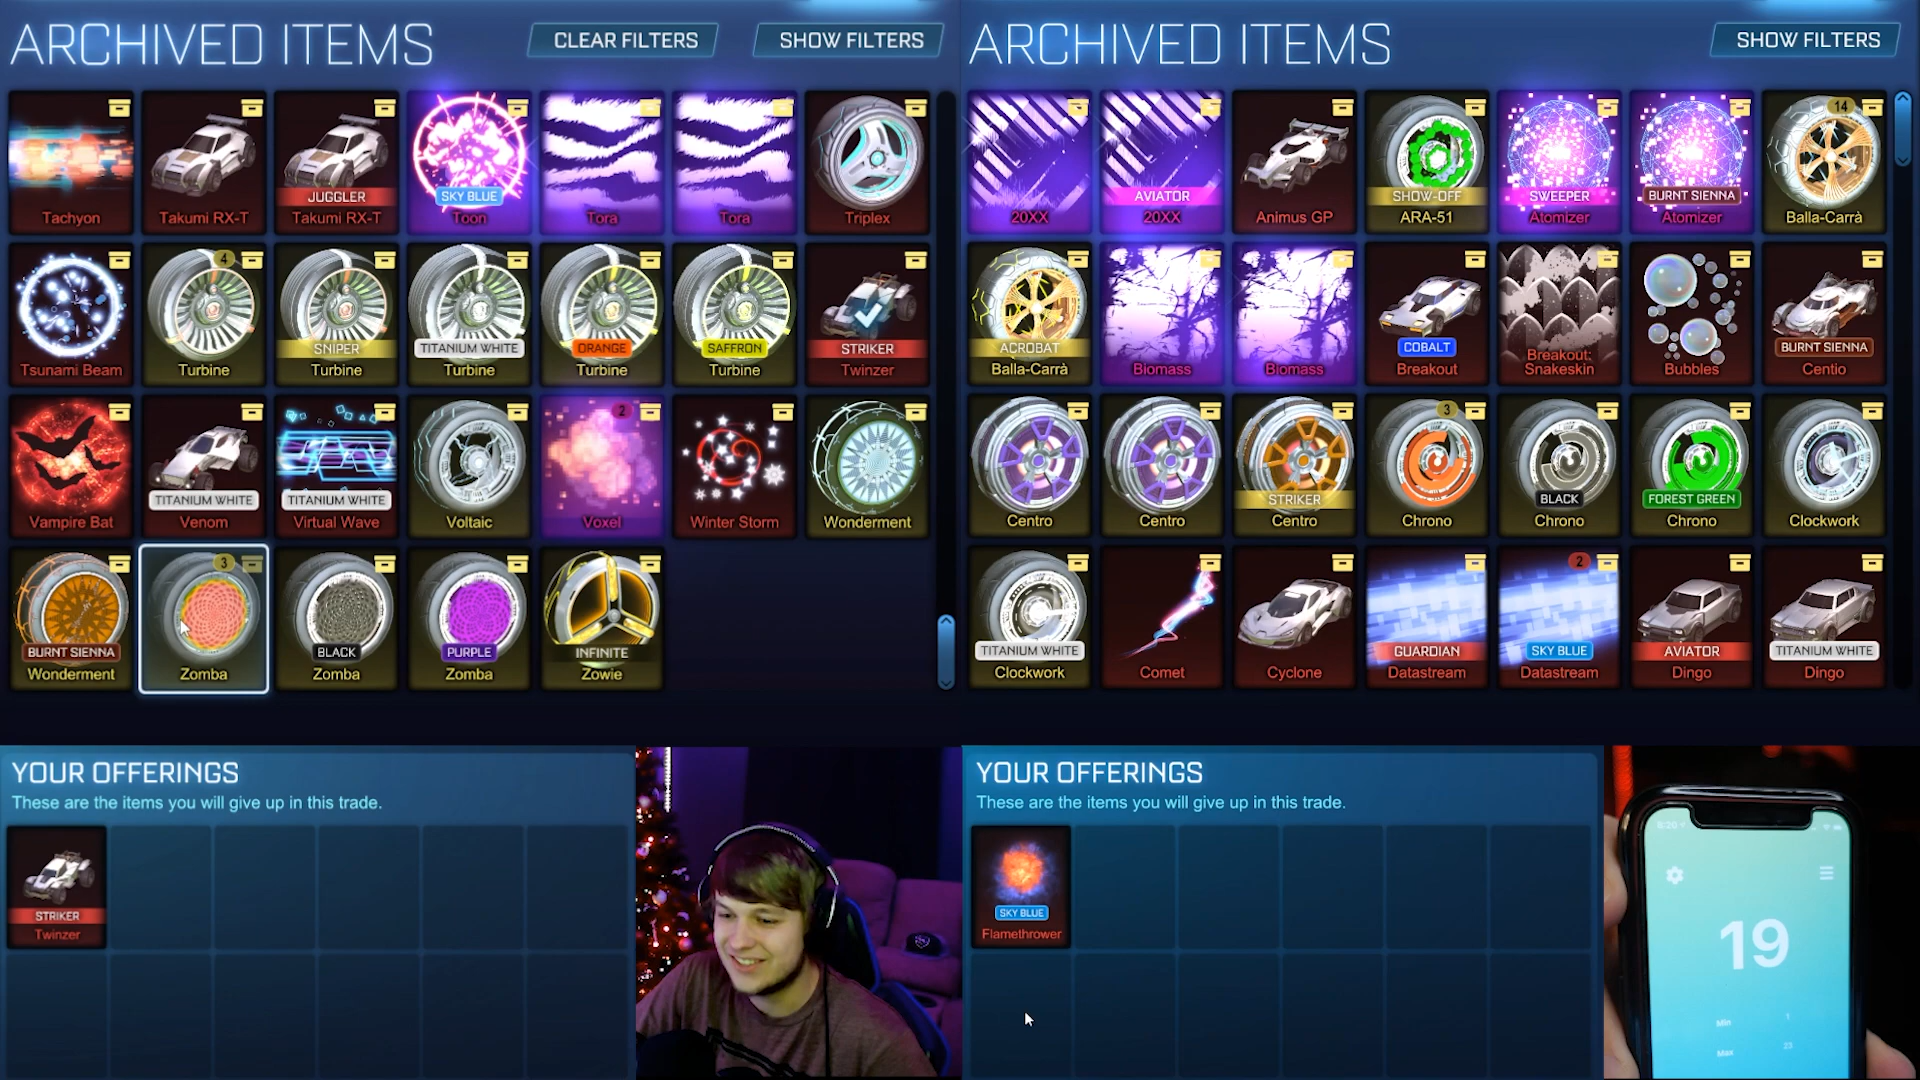 ARCHIVED ITEMS
CLEAR FILTERS
SHOW FILTERS
Tachyon
Takumi RX-T
JUGGLER
Takumi RX-T
SKY BLUE
Toon
Tora
Tora
Triplex
Tsunami Beam
4
Turbine
SNIPER
Turbine
TITANIUM WHITE
Turbine
ORANGE
Turbine
SAFFRON
Turbine
STRIKER
Twinzer
Vampire Bat
TITANIUM WHITE
Venom
TITANIUM WHITE
Virtual Wave
Voltaic
2
Voxel
Winter Storm
Wonderment
BURNT SIENNA
Wonderment
3
Zomba
BLACK
Zomba
PURPLE
Zomba
INFINITE
Zowie
ARCHIVED ITEMS
SHOW FILTERS
20XX
AVIATOR
20XX
Animus GP
SHOW-OFF
ARA-51
SWEEPER
Atomizer
BURNT SIENNA
Atomizer
14
Balla-Carrà
ACROBAT
Balla-Carrà
Biomass
Biomass
COBALT
Breakout
Breakout:
Snakeskin
Bubbles
BURNT SIENNA
Centio
Centro
Centro
STRIKER
Centro
3
Chrono
BLACK
Chrono
FOREST GREEN
Chrono
Clockwork
TITANIUM WHITE
Clockwork
Comet
Cyclone
GUARDIAN
Datastream
2
SKY BLUE
Datastream
AVIATOR
Dingo
TITANIUM WHITE
Dingo
YOUR OFFERINGS
These are the items you will give up in this trade.
STRIKER
Twinzer
YOUR OFFERINGS
These are the items you will give up in this trade.
SKY BLUE
Flamethrower
19
Min 1
Max 23